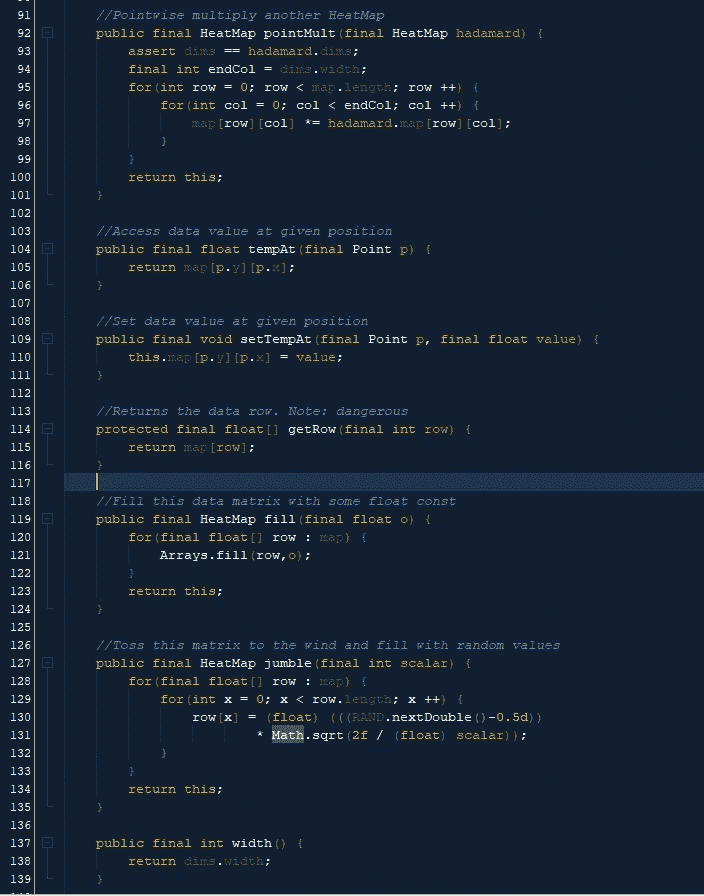 91 //Pointwise multiply another HeatMap
92 public final HeatMap pointMult(final HeatMap hadamard) {
93 assert dims == hadamard.dims;
94 final int endCol = dims.width;
95 for(int row = 0; row < map.length; row ++) {
96 for(int col = 0; col < endCol; col ++) {
97 map[row][col] *= hadamard.map[row][col];
98 }
99 }
100 return this;
101 }
102
103 //Access data value at given position
104 public final float tempAt(final Point p) {
105 return map[p.y][p.x];
106 }
107
108 //Set data value at given position
109 public final void setTempAt(final Point p, final float value) {
110 this.map[p.y][p.x] = value;
111 }
112
113 //Returns the data row. Note: dangerous
114 protected final float[] getRow(final int row) {
115 return map[row];
116 }
117
118 //Fill this data matrix with some float const
119 public final HeatMap fill(final float o) {
120 for(final float[] row : map) {
121 Arrays.fill(row,o);
122 }
123 return this;
124 }
125
126 //Toss this matrix to the wind and fill with random values
127 public final HeatMap jumble(final int scalar) {
128 for(final float[] row : map) {
129 for(int x = 0; x < row.length; x ++) {
130 row[x] = (float) (((RAND.nextDouble()-0.5d))
131 * Math.sqrt(2f / (float) scalar));
132 }
133 }
134 return this;
135 }
136
137 public final int width() {
138 return dims.width;
139 }